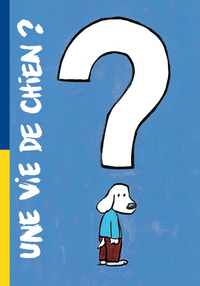 UNE VIE DE CHIEN ?
?